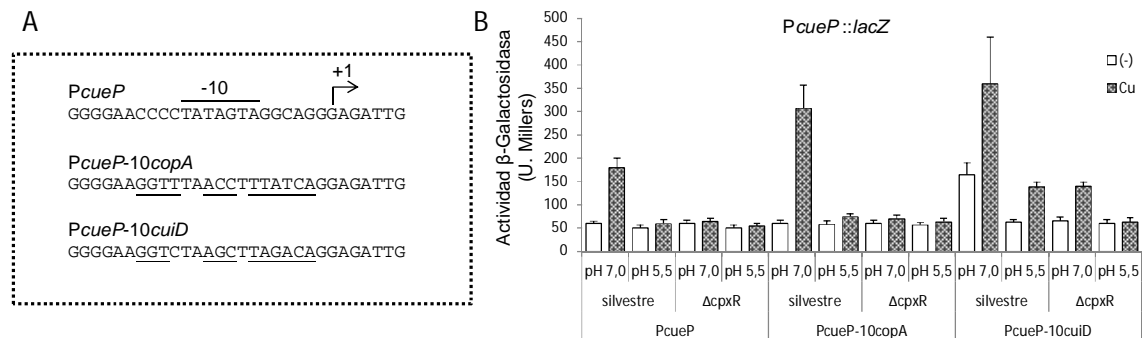 A
PcueP
-10
+1
GGGGAACCCCTATAGTAGGCAGGGAGATTG
PcueP-10copA
GGGGAAGGTTTAACCTTTATCAGGAGATTG
PcueP-10cuiD
GGGGAAGGTCTAAGCTTAGACAGGAGATTG
B
PcueP::lacZ
Actividad β-Galactosidasa
(U. Millers)
500
450
400
350
300
250
200
150
100
50
0
(-)
Cu
pH 7,0 pH 5,5 pH 7,0 pH 5,5 pH 7,0 pH 5,5 pH 7,0 pH 5,5 pH 7,0 pH 5,5 pH 7,0 pH 5,5
silvestre ΔcpxR silvestre ΔcpxR silvestre ΔcpxR
PcueP PcueP-10copA PcueP-10cuiD